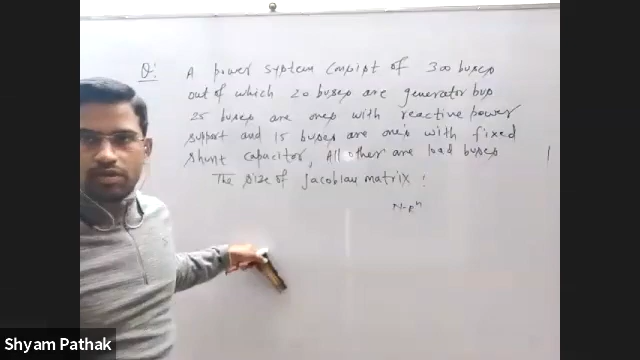 Q:- A power system consist of 300 buses
out of which 20 buses are generator bus
25 buses are ones with reactive power
support and 15 buses are ones with fixed
shunt capacitor, All other are load buses
The size of Jacobian matrix:
N-R
Shyam Pathak